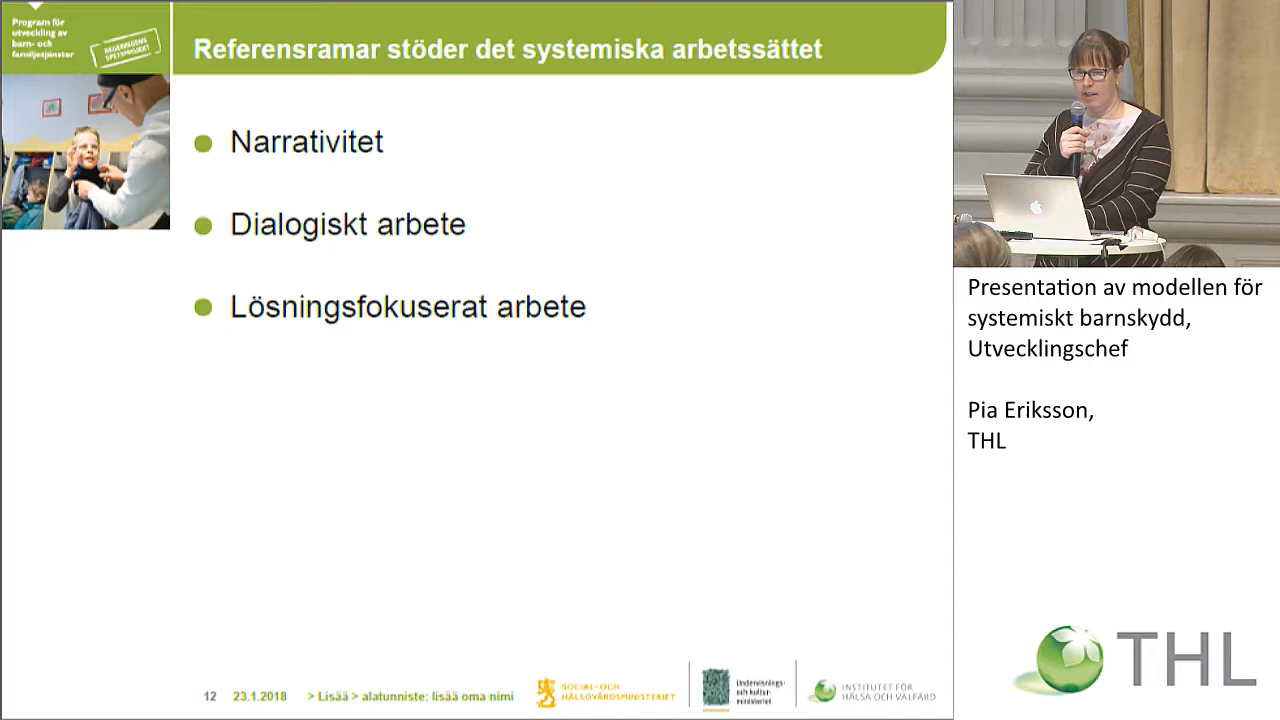 Program för
utveckling av
barn- och
familjetjänster
REGERINGENS
SPETSPROJEKT
Referensramar stöder det systemiska arbetssättet
Narrativitet
Dialogiskt arbete
Lösningsfokuserat arbete
12 23.1.2018 > Lisää > alatunniste: lisää oma nimi
SOCIAL- OCH
HÄLSOVÅRDSMINISTERIET
Undervisnings-
och kultur-
ministeriet
INSTITUTET FÖR
HÄLSA OCH VÄLFÄRD
Presentation av modellen för
systemiskt barnskydd,
Utvecklingschef
Pia Eriksson,
THL
THL